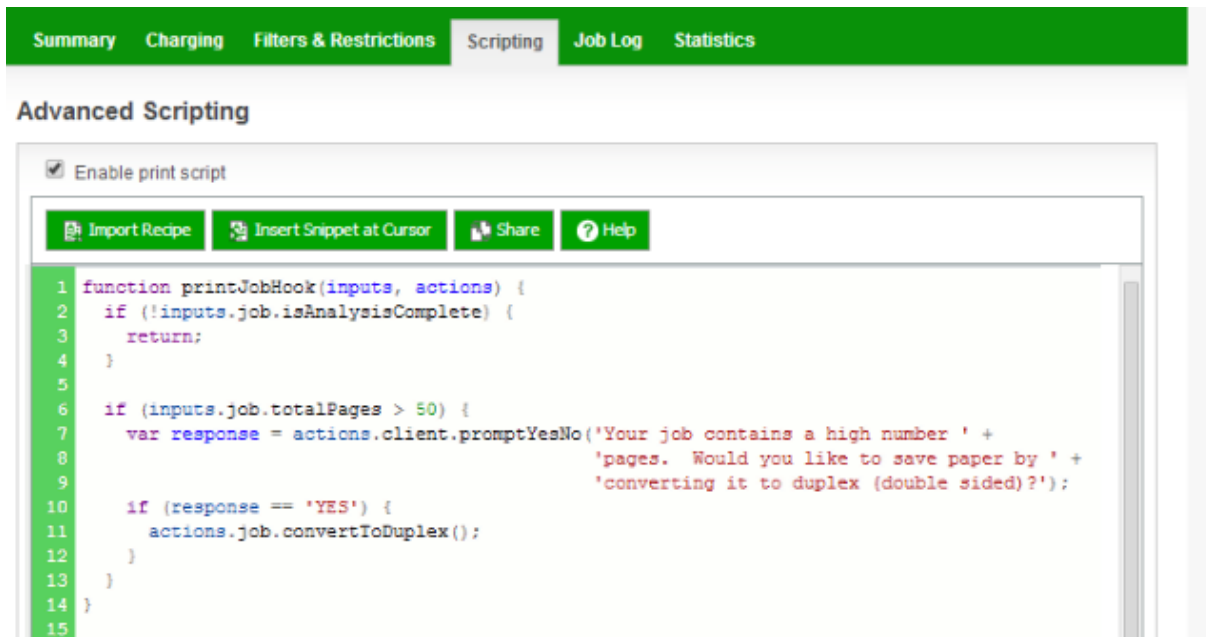 Summary Charging Filters & Restrictions Scripting Job Log Statistics
Advanced Scripting
Enable print script
Import Recipe Insert Snippet at Cursor Share Help
1 function printJobHook(inputs, actions) {
2   if (!inputs.job.isAnalysisComplete) {
3     return;
4   }
5
6   if (inputs.job.totalPages > 50) {
7     var response = actions.client.promptYesNo('Your job contains a high number ' +
8                                               'pages.  Would you like to save paper by ' +
9                                               'converting it to duplex (double sided)?');
10     if (response == 'YES') {
11       actions.job.convertToDuplex();
12     }
13   }
14 }
15